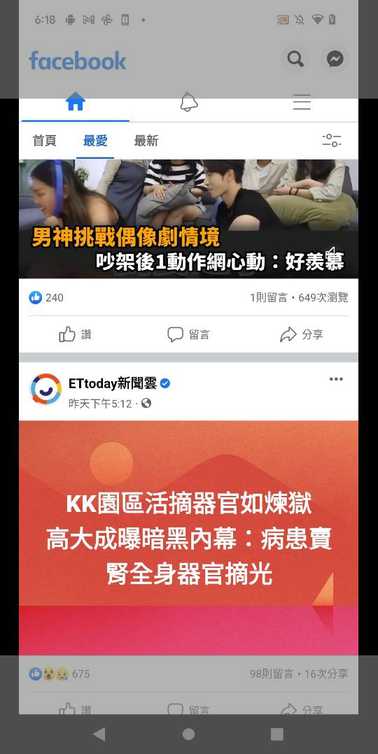 6:18
facebook
首頁 最愛 最新
男神挑戰偶像劇情境
吵架後1動作網心動：好羨慕
240 1則留言・649次瀏覽
讚 留言 分享
ETtoday新聞雲
昨天下午5:12
KK園區活摘器官如煉獄
高大成曝暗黑內幕：病患賣
腎全身器官摘光
675 98則留言・16次分享
讚 留言 分享